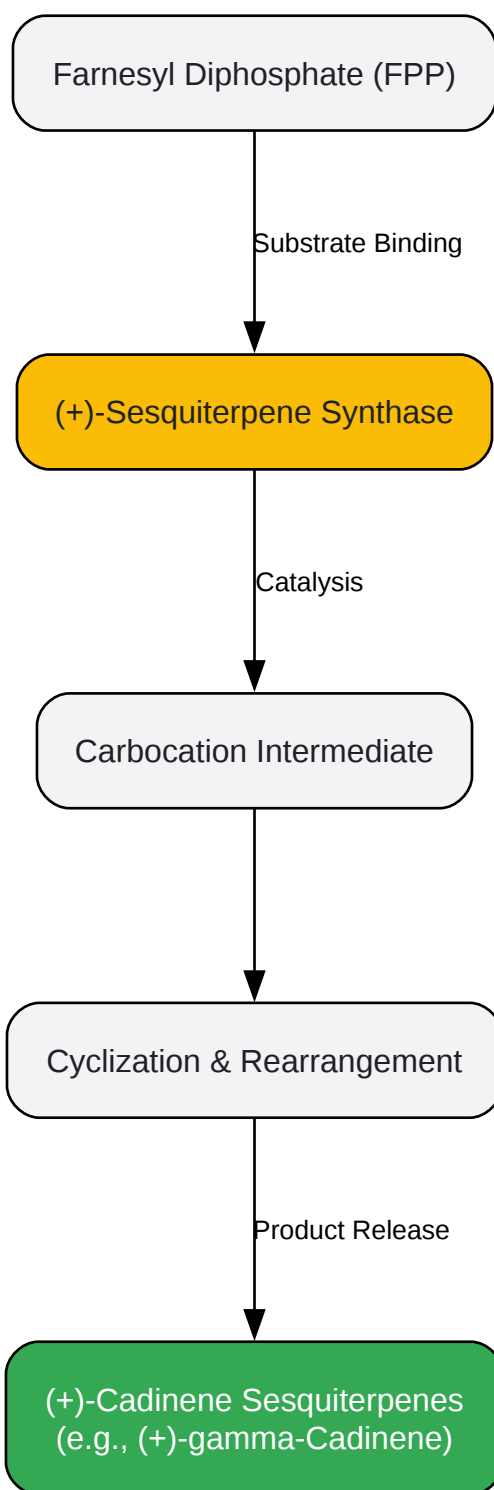 Farnesyl Diphosphate (FPP)
Substrate Binding
(+)-Sesquiterpene Synthase
Catalysis
Carbocation Intermediate
Cyclization & Rearrangement
Product Release
(+)-Cadinene Sesquiterpenes
(e.g., (+)-gamma-Cadinene)